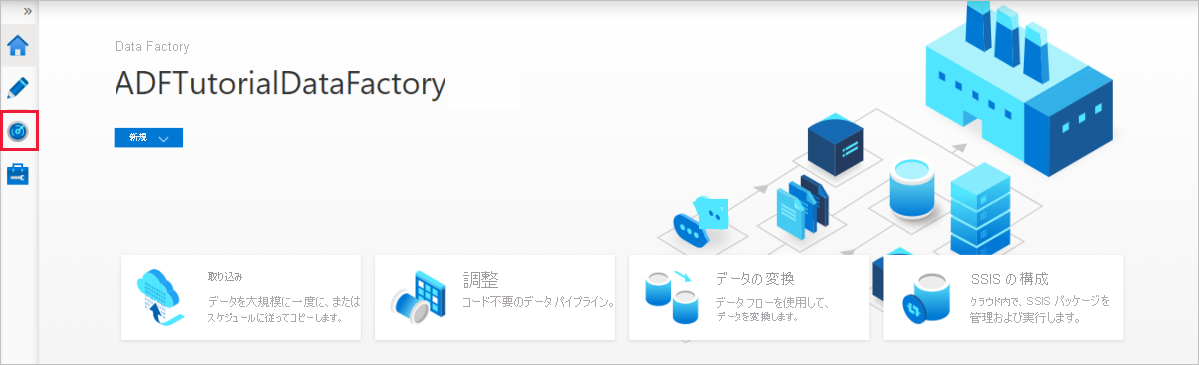 »
Data Factory
ADFTutorialDataFactory
新規
取り込み
データを大規模に一度に、または
スケジュールに従ってコピーします。
調整
コード不要のデータ パイプライン。
データの変換
データ フローを使用して、
データを変換します。
SSIS の構成
クラウド内で、SSIS パッケージを
管理および実行します。